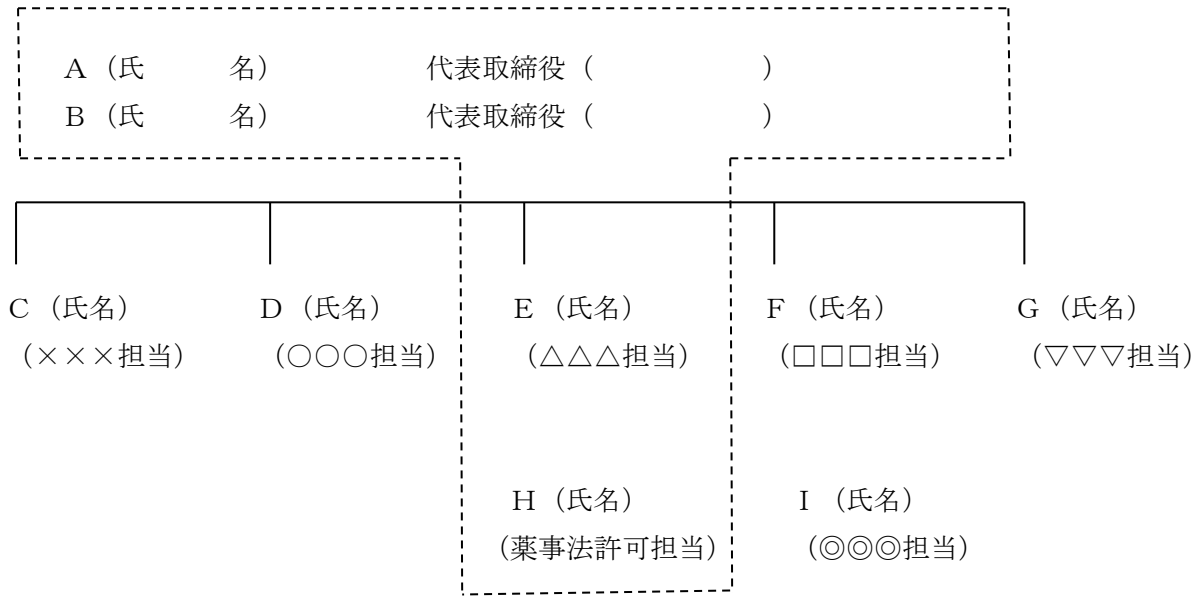 A（氏　　　名）　　　　　代表取締役（　　　　　　）
B（氏　　　名）　　　　　代表取締役（　　　　　　）
C（氏名）　D（氏名）　E（氏名）　F（氏名）　G（氏名）
（×××担当）　（○○○担当）　（△△△担当）　（□□□担当）　（▽▽▽担当）
H（氏名）　I（氏名）
（薬事法許可担当）　（◎◎◎担当）